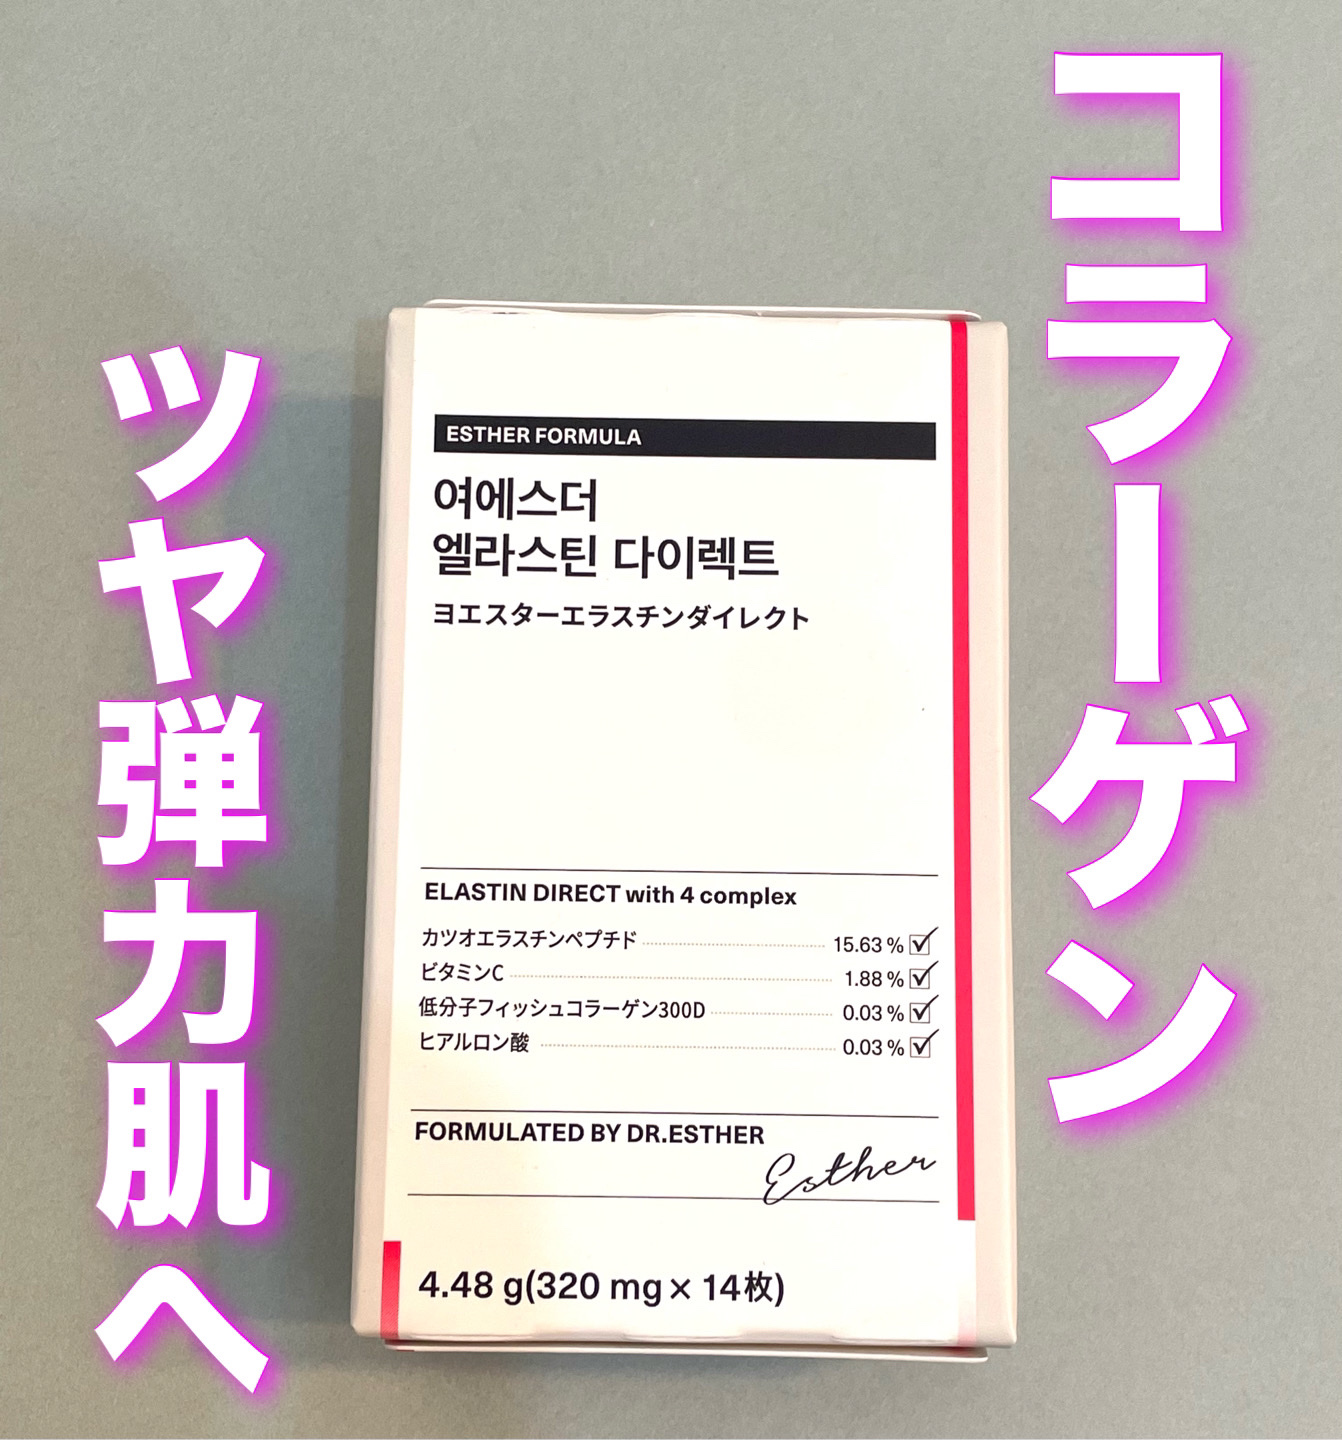 コラーゲン
ツヤ弾力肌へ
ESTHER FORMULA
여에스더
엘라스틴 다이렉트
ヨエスターエラスチンダイレクト
ELASTIN DIRECT with 4 complex
カツオエラスチンペプチド 15.63 %
ビタミンC 1.88 %
低分子フィッシュコラーゲン300D 0.03 %
ヒアルロン酸 0.03 %
FORMULATED BY DR.ESTHER
Esther
4.48 g(320 mg × 14枚)